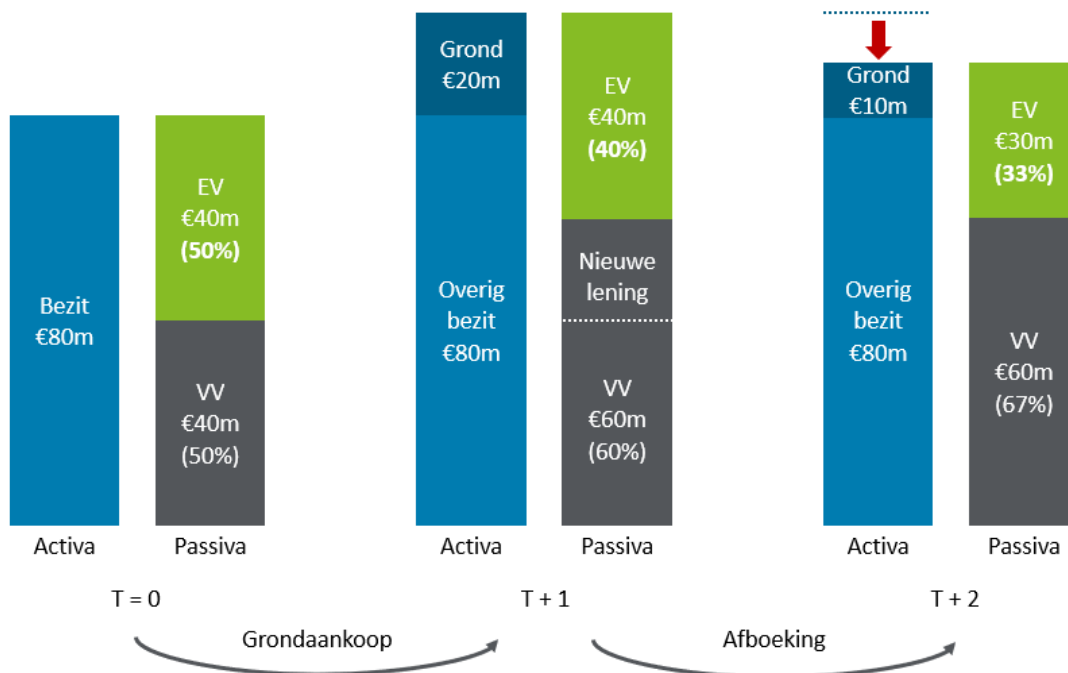 Bezit
€80m
EV
€40m
(50%)
VV
€40m
(50%)
Activa
Passiva
T = 0
Grondaankoop
Grond
€20m
Overig
bezit
€80m
EV
€40m
(40%)
Nieuwe
lening
VV
€60m
(60%)
Activa
Passiva
T + 1
Afboeking
Grond
€10m
Overig
bezit
€80m
EV
€30m
(33%)
VV
€60m
(67%)
Activa
Passiva
T + 2